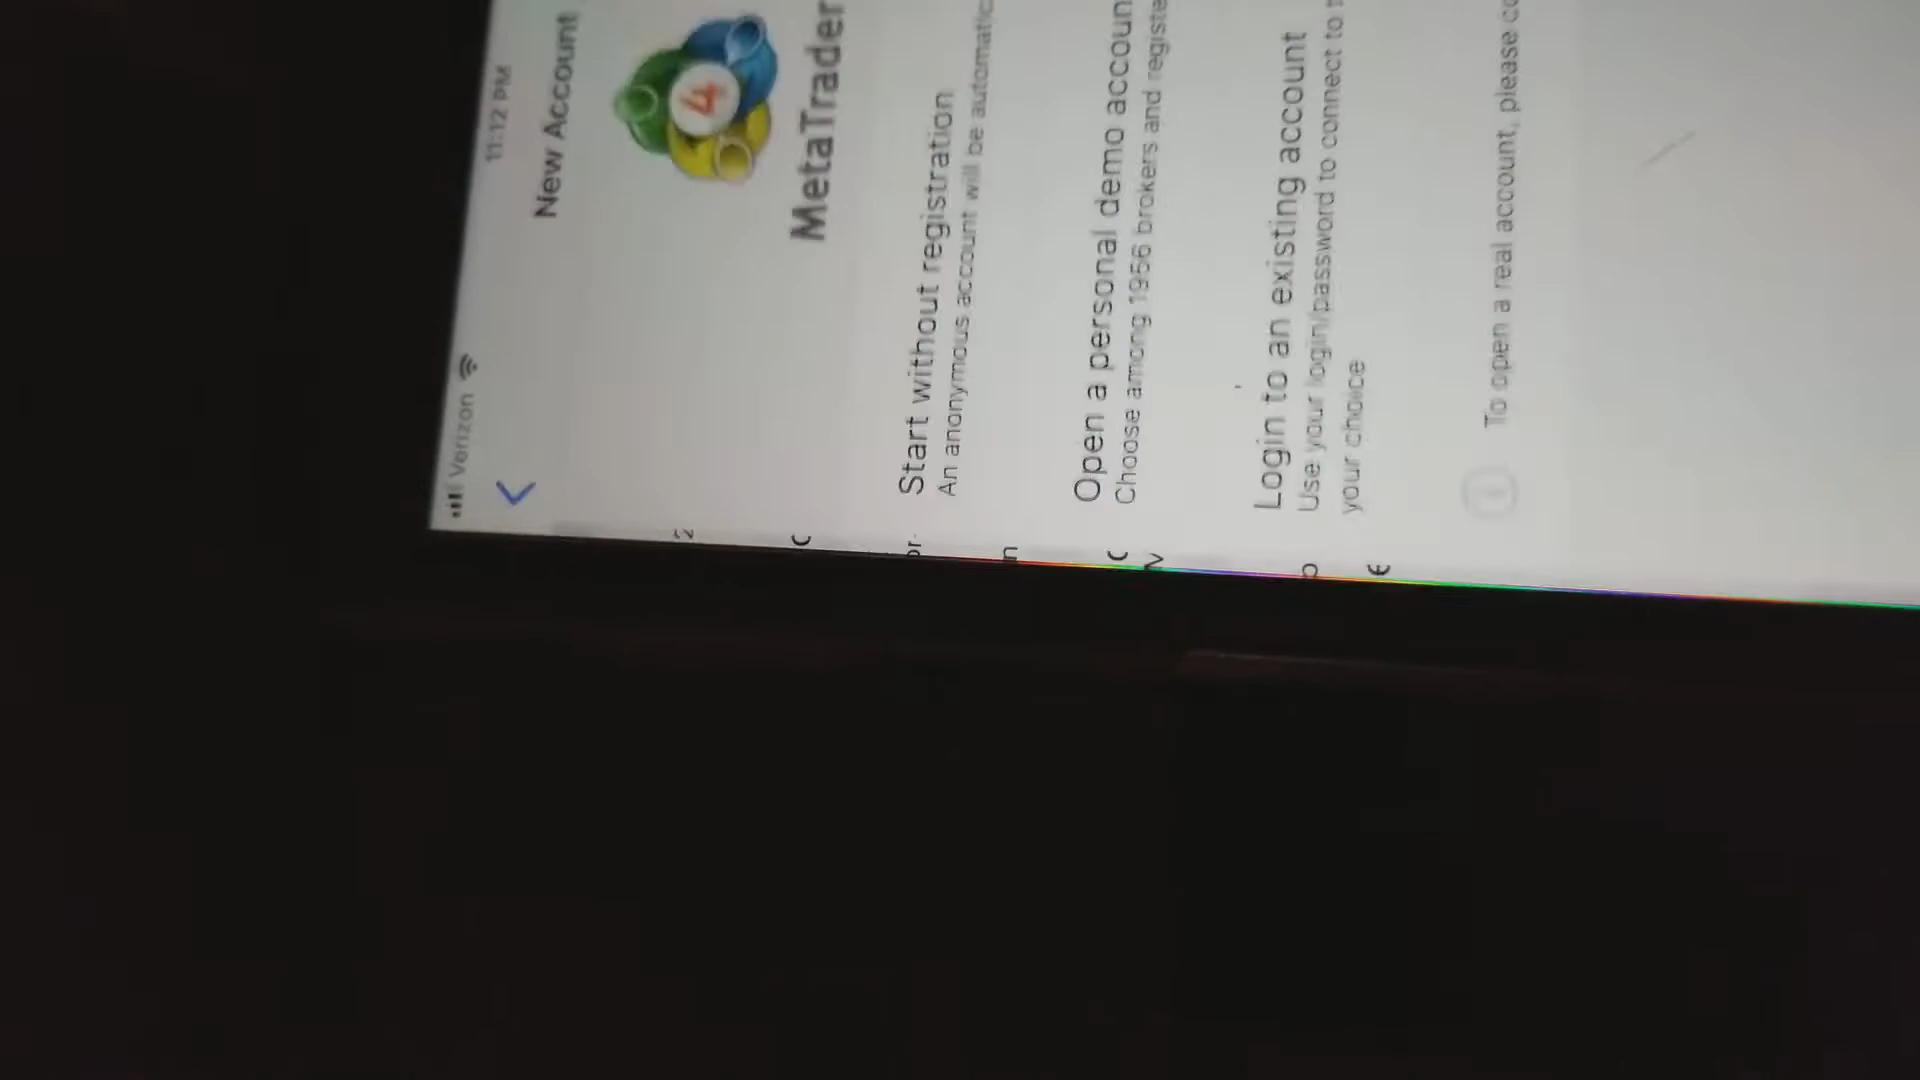 Verizon
11:12 PM
New Account
4
MetaTrader
Start without registration
An anonymous account will be
Open a personal demo
Choose among 1956 brokers and
Login to an existing account
Use your login/password to connect to
your choice
To open a real account, please